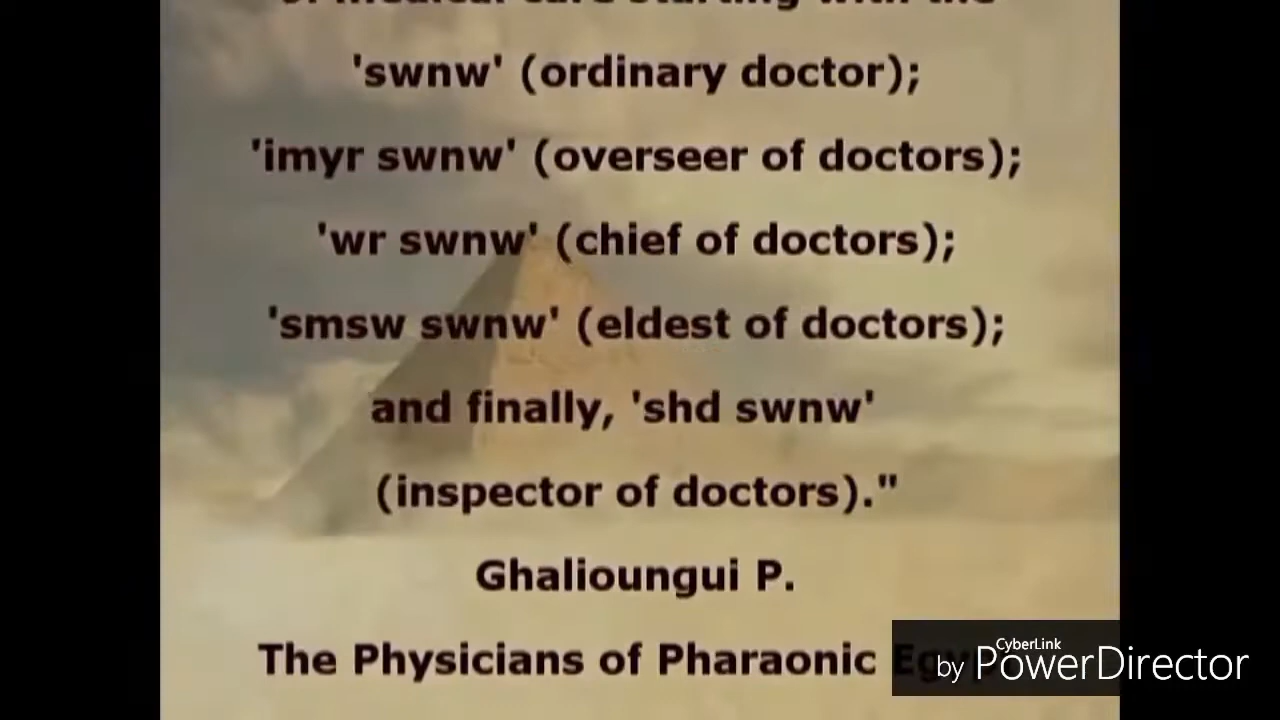 'swnw' (ordinary doctor);
'imyr swnw' (overseer of doctors);
'wr swnw' (chief of doctors);
'smsw swnw' (eldest of doctors);
and finally, 'shd swnw'
(inspector of doctors)."
Ghalioungui P.
The Physicians of Pharaonic
CyberLink
by PowerDirector